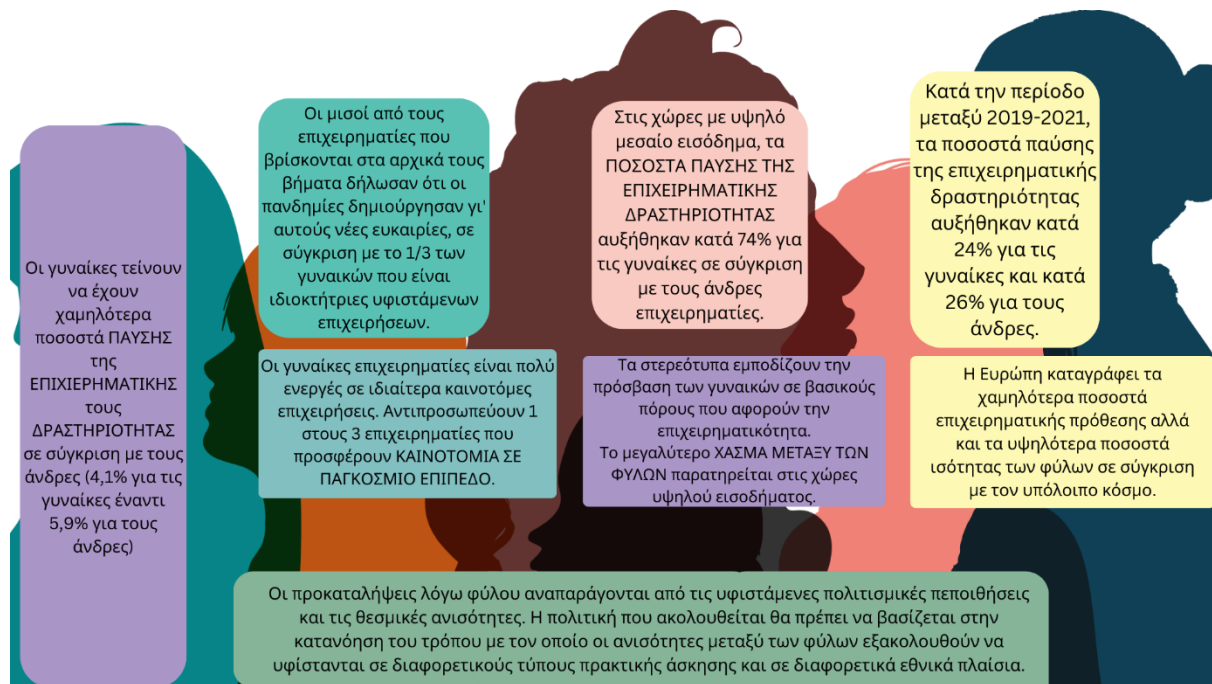 Οι γυναίκες τείνουν
να έχουν
χαμηλότερα
ποσοστά ΠΑΥΣΗΣ
της
ΕΠΙΧΙΕΡΗΜΑΤΙΚΗΣ
τους
ΔΡΑΣΤΗΡΙΟΤΗΤΑΣ
σε σύγκριση με τους
άνδρες (4,1% για τις
γυναίκες έναντι
5,9% για τους
άνδρες)
Οι μισοί από τους
επιχειρηματίες που
βρίσκονται στα αρχικά τους
βήματα δήλωσαν ότι οι
πανδημίες δημιούργησαν γι'
αυτούς νέες ευκαιρίες, σε
σύγκριση με το 1/3 των
γυναικών που είναι
ιδιοκτήτριες υφιστάμενων
επιχειρήσεων.
Στις χώρες με υψηλό
μεσαίο εισόδημα, τα
ΠΟΣΟΣΤΑ ΠΑΥΣΗΣ ΤΗΣ
ΕΠΙΧΕΙΡΗΜΑΤΙΚΗΣ
ΔΡΑΣΤΗΡΙΟΤΗΤΑΣ
αυξήθηκαν κατά 74% για
τις γυναίκες σε σύγκριση
με τους άνδρες
επιχειρηματίες.
Κατά την περίοδο
μεταξύ 2019-2021,
τα ποσοστά παύσης
της επιχειρηματικής
δραστηριότητας
αυξήθηκαν κατά
24% για τις
γυναίκες και κατά
26% για τους
άνδρες.
Οι γυναίκες επιχειρηματίες είναι πολύ
ενεργές σε ιδιαίτερα καινοτόμες
επιχειρήσεις. Αντιπροσωπεύουν 1
στους 3 επιχειρηματίες που
προσφέρουν ΚΑΙΝΟΤΟΜΙΑ ΣΕ
ΠΑΓΚΟΣΜΙΟ ΕΠΙΠΕΔΟ.
Τα στερεότυπα εμποδίζουν την
πρόσβαση των γυναικών σε βασικούς
πόρους που αφορούν την
επιχειρηματικότητα.
Το μεγαλύτερο ΧΑΣΜΑ ΜΕΤΑΞΥ ΤΩΝ
ΦΥΛΩΝ παρατηρείται στις χώρες
υψηλού εισοδήματος.
Η Ευρώπη καταγράφει τα
χαμηλότερα ποσοστά
επιχειρηματικής πρόθεσης αλλά
και τα υψηλότερα ποσοστά
ισότητας των φύλων σε σύγκριση
με τον υπόλοιπο κόσμο.
Οι προκαταλήψεις λόγω φύλου αναπαράγονται από τις υφιστάμενες πολιτισμικές πεποιθήσεις
και τις θεσμικές ανισότητες. Η πολιτική που ακολουθείται θα πρέπει να βασίζεται στην
κατανόηση του τρόπου με τον οποίο οι ανισότητες μεταξύ των φύλων εξακολουθούν να
υφίστανται σε διαφορετικούς τύπους πρακτικής άσκησης και σε διαφορετικά εθνικά πλαίσια.